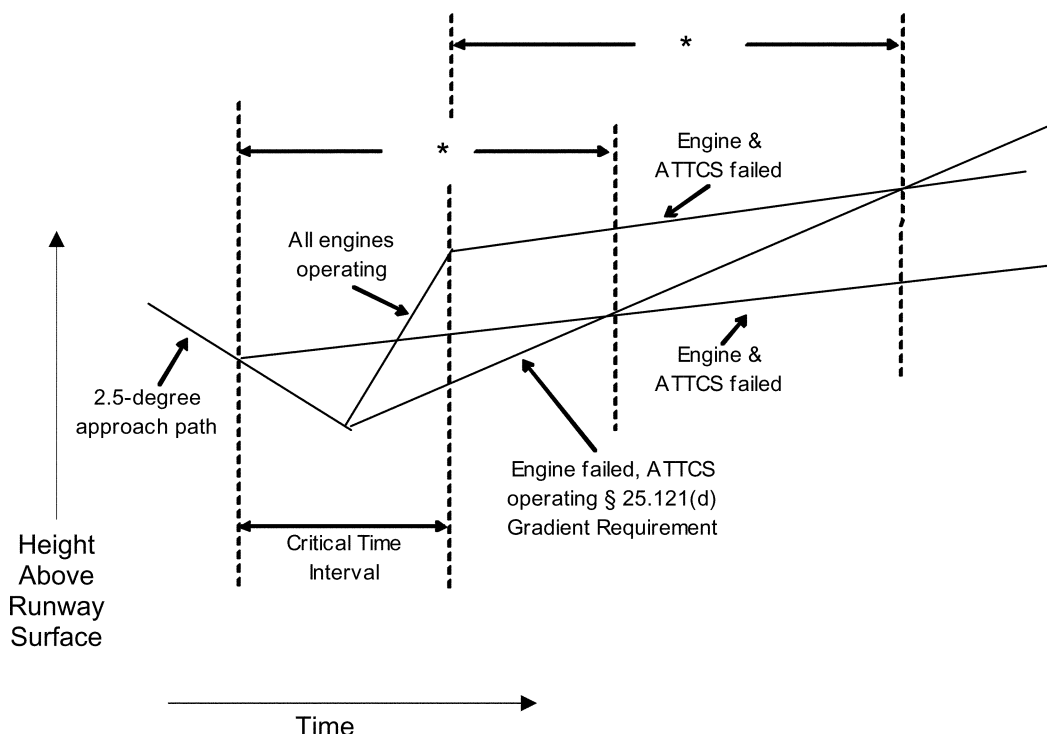 *
*
Engine &
ATTCS failed
All engines
operating
Engine &
ATTCS failed
2.5-degree
approach path
Engine failed, ATTCS
operating § 25.121(d)
Gradient Requirement
Critical Time
Interval
Height
Above
Runway
Surface
Time